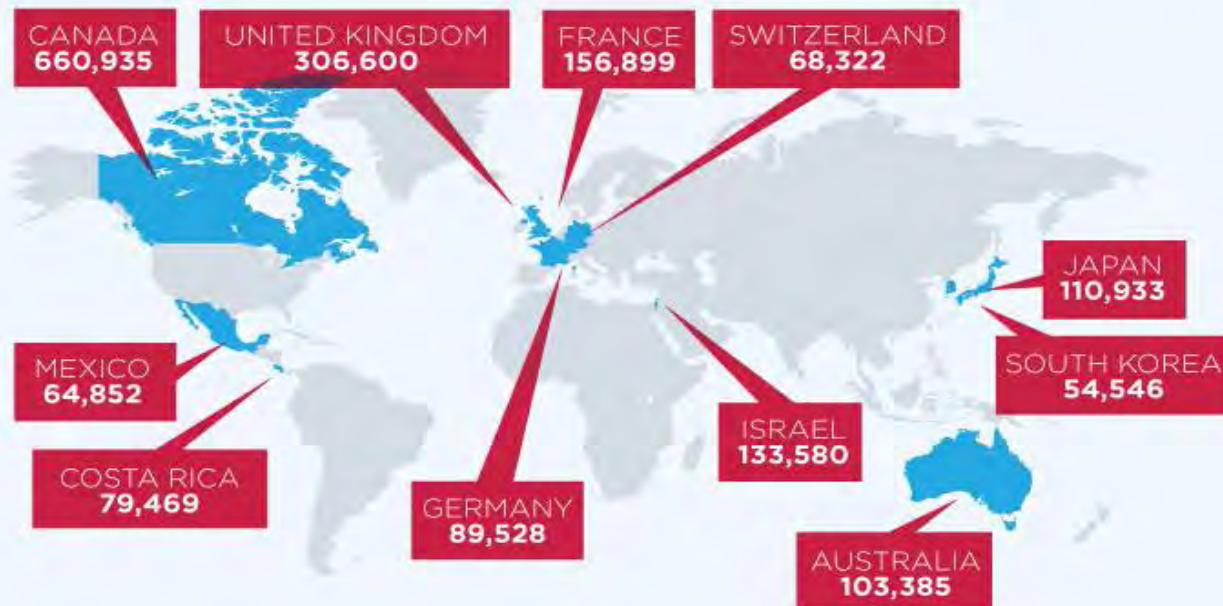 CANADA
660,935
UNITED KINGDOM
306,600
FRANCE
156,899
SWITZERLAND
68,322
JAPAN
110,933
MEXICO
64,852
SOUTH KOREA
54,546
ISRAEL
133,580
COSTA RICA
79,469
GERMANY
89,528
AUSTRALIA
103,385